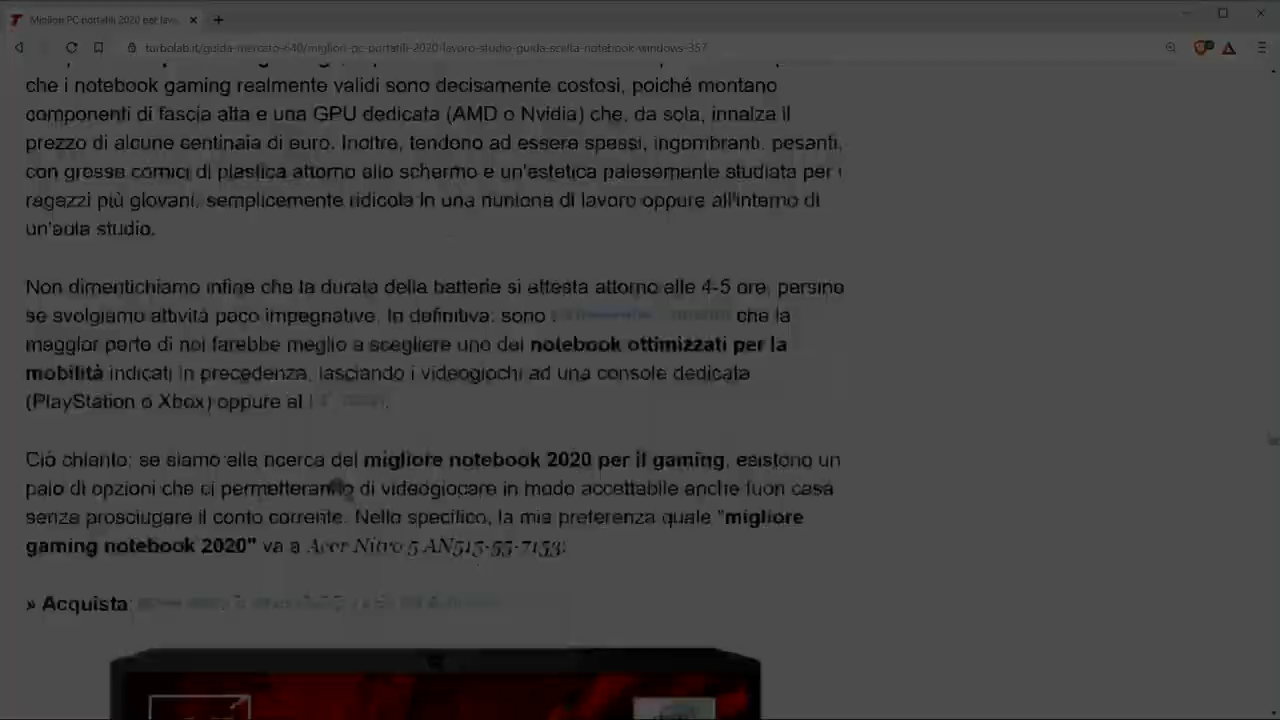 Migliori PC portatili 2020 per lavo
turbolab.it/guida-mercato-640/migliori-pc-portatili-2020-lavoro-studio-guida-scelta-notebook-windows-357
che i notebook gaming realmente validi sono decisamente costosi, poiché montano
componenti di fascia alta e una GPU dedicata (AMD o Nvidia) che, da sola, innalza il
prezzo di alcune centinaia di euro. Inoltre, tendono ad essere spessi, ingombranti, pesanti,
con grosse cornici di plastica attorno allo schermo e un'estetica palesemente studiata per i
ragazzi più giovani, semplicemente ridicola in una riunione di lavoro oppure all'interno di
un'aula studio.
Non dimentichiamo infine che la durata della batteria si attesta attorno alle 4-5 ore, persino
se svolgiamo attività poco impegnative. In definitiva: sono che la
maggior parte di noi farebbe meglio a scegliere uno dei notebook ottimizzati per la
mobilità indicati in precedenza, lasciando i videogiochi ad una console dedicata
(PlayStation o Xbox) oppure al
Ciò chiarito: se siamo alla ricerca del migliore notebook 2020 per il gaming, esistono un
paio di opzioni che ci permetteranno di videogiocare in modo accettabile anche fuori casa
senza prosciugare il conto corrente. Nello specifico, la mia preferenza quale "migliore
gaming notebook 2020" va a Acer Nitro 5 AN515-55-7153:
» Acquista: